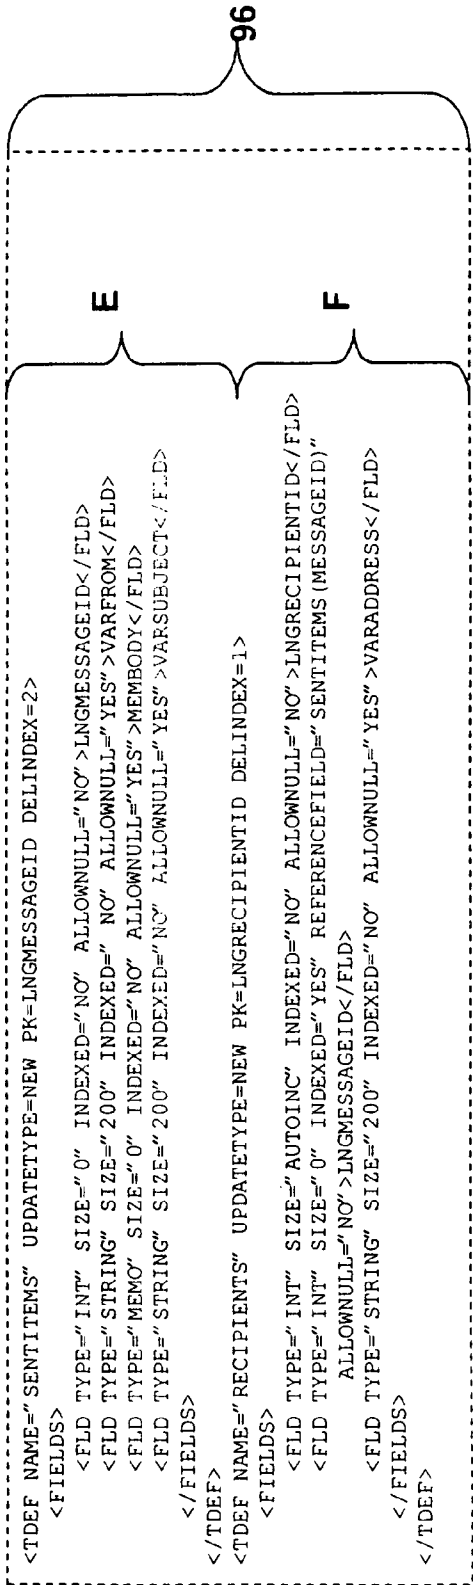 <TDEF NAME="SENTITEMS" UPDATETYPE=NEW PK=LNGMESSAGEID DELINDEX=2>
<FIELDS>
<FLD TYPE="INT" SIZE="0" INDEXED="NO" ALLOWNULL="NO">LNGMESSAGEID</FLD>
<FLD TYPE="STRING" SIZE="200" INDEXED="NO" ALLOWNULL="YES">VARFROM</FLD>
<FLD TYPE="MEMO" SIZE="0" INDEXED="NO" ALLOWNULL="YES">MEMBODY</FLD>
<FLD TYPE="STRING" SIZE="200" INDEXED="NO" ALLOWNULL="YES">VARSUBJECT</FLD>
</FIELDS>
</TDEF>
E
<TDEF NAME="RECIPIENTS" UPDATETYPE=NEW PK=LNGRECIPIENTID DELINDEX=1>
<FIELDS>
<FLD TYPE="INT" SIZE="AUTOINC" INDEXED="NO" ALLOWNULL="NO">LNGRECIPIENTID</FLD>
<FLD TYPE="INT" SIZE="0" INDEXED="YES" REFERENCEFIELD="SENTITEMS(MESSAGEID)"
ALLOWNULL="NO">LNGMESSAGEID</FLD>
<FLD TYPE="STRING" SIZE="200" INDEXED="NO" ALLOWNULL="YES">VARADDRESS</FLD>
</FIELDS>
</TDEF>
F
96